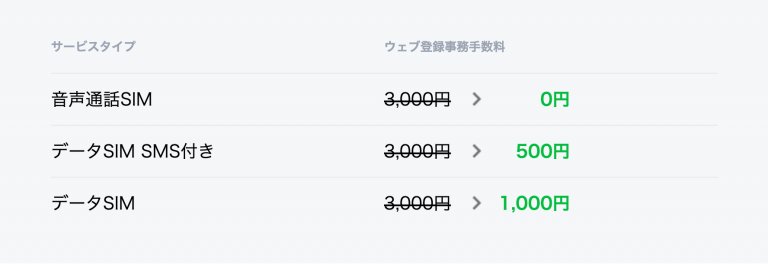 サービスタイプ ウェブ登録事務手数料
音声通話SIM 3,000円 > 0円
データSIM SMS付き 3,000円 > 500円
データSIM 3,000円 > 1,000円